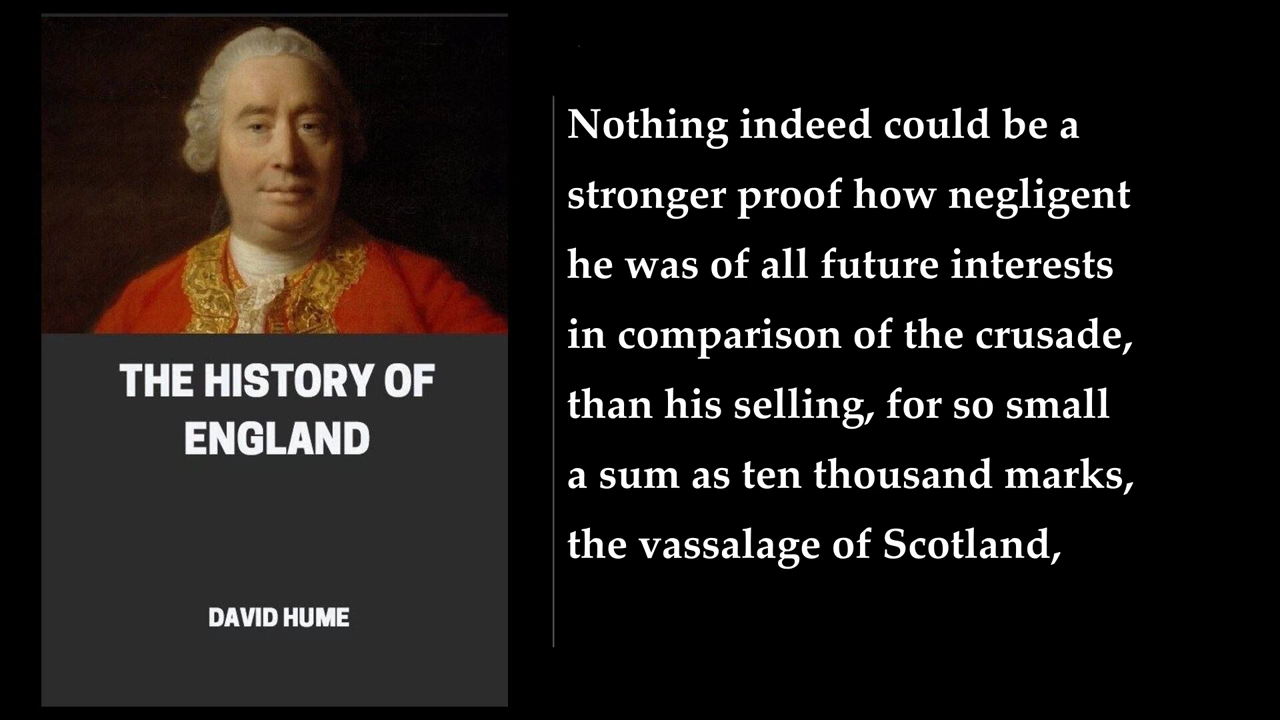 THE HISTORY OF
ENGLAND
DAVID HUME
Nothing indeed could be a
stronger proof how negligent
he was of all future interests
in comparison of the crusade,
than his selling, for so small
a sum as ten thousand marks,
the vassalage of Scotland,